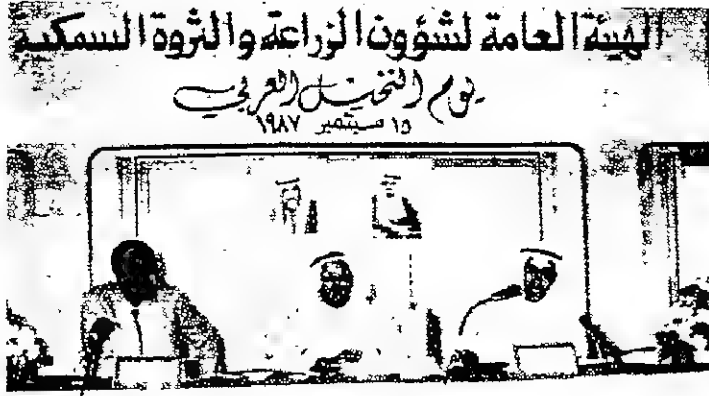 الهيئة العامة لشؤون الزراعة والثروة السمكية
يوم النخيل العربي
١٥ سبتمبر ١٩٨٧